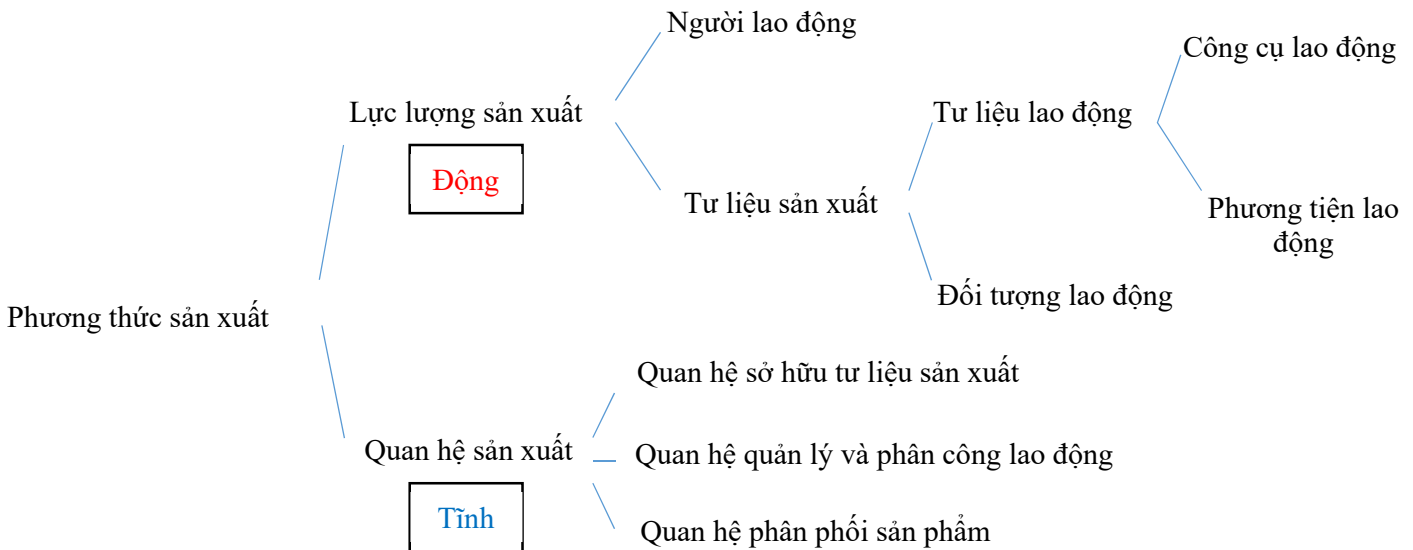 Người lao động
Công cụ lao động
Lực lượng sản xuất
Tư liệu lao động
Động
Tư liệu sản xuất
Phương tiện lao
động
Đối tượng lao động
Phương thức sản xuất
Quan hệ sở hữu tư liệu sản xuất
Quan hệ sản xuất
Quan hệ quản lý và phân công lao động
Tĩnh
Quan hệ phân phối sản phẩm